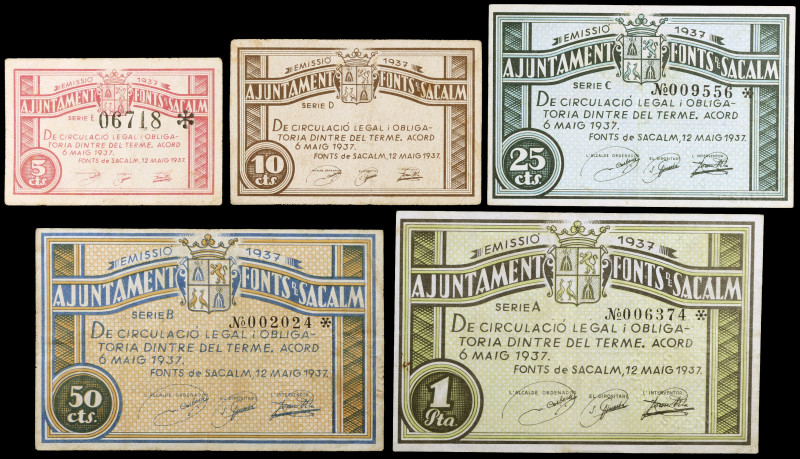 EMISSIÓ 1937
AJUNTAMENT FONTS DE SACALM
SERIE E
06718 *
DE CIRCULACIÓ LEGAL i OBLIGA-
TORIA DINTRE DEL TERME. ACORD
6 MAIG 1937.
FONTS de SACALM, 12 MAIG 1937.
5
cts.
EMISSIÓ 1937
AJUNTAMENT FONTS DE SACALM
SERIE D
DE CIRCULACIÓ LEGAL i OBLIGA-
TORIA DINTRE DEL TERME. ACORD
6 MAIG 1937.
FONTS de SACALM, 12 MAIG 1937.
10
cts.
EMISSIÓ 1937
AJUNTAMENT FONTS DE SACALM
SERIE C
№009556 *
DE CIRCULACIÓ LEGAL i OBLIGA-
TORIA DINTRE DEL TERME. ACORD
6 MAIG 1937.
FONTS de SACALM, 12 MAIG 1937.
L'ALCALDE ORDENADOR EL DIPOSITARI L'INTERVENTOR
25
cts.
EMISSIÓ 1937
AJUNTAMENT FONTS DE SACALM
SERIE B
№002024 *
DE CIRCULACIÓ LEGAL i OBLIGA-
TORIA DINTRE DEL TERME. ACORD
6 MAIG 1937.
FONTS de SACALM, 12 MAIG 1937.
L'ALCALDE ORDENADOR EL DIPOSITARI L'INTERVENTOR
50
cts.
EMISSIÓ 1937
AJUNTAMENT FONTS DE SACALM
SERIE A
№006374 *
DE CIRCULACIÓ LEGAL i OBLIGA-
TORIA DINTRE DEL TERME. ACORD
6 MAIG 1937.
FONTS de SACALM, 12 MAIG 1937.
L'ALCALDE ORDENADOR EL DIPOSITARI L'INTERVENTOR
1
Pta.